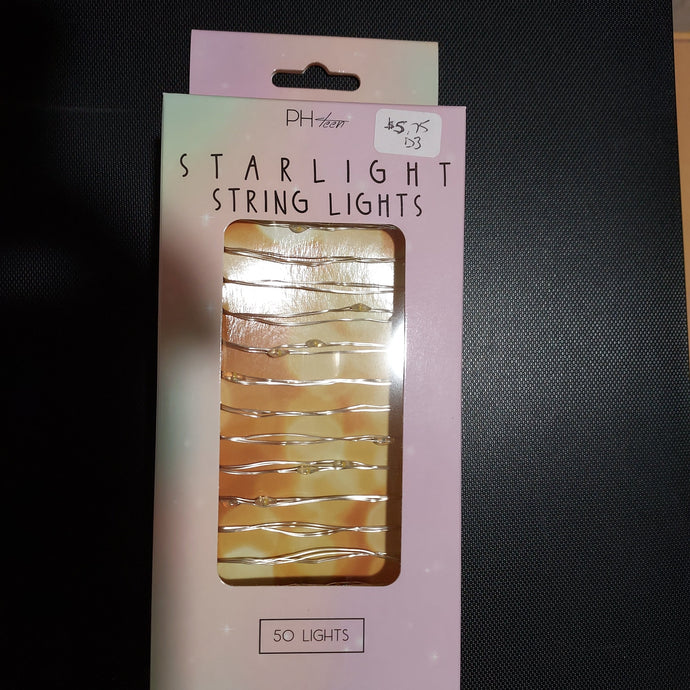 PH teen
$5.75
D3
STARLIGHT
STRING LIGHTS
50 LIGHTS